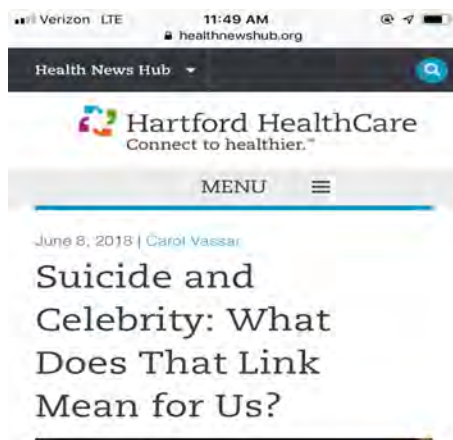 Verizon LTE 11:49 AM
healthnewshub.org
Health News Hub
Hartford HealthCare
Connect to healthier.™
MENU
June 8, 2018 | Carol Vassar
Suicide and
Celebrity: What
Does That Link
Mean for Us?